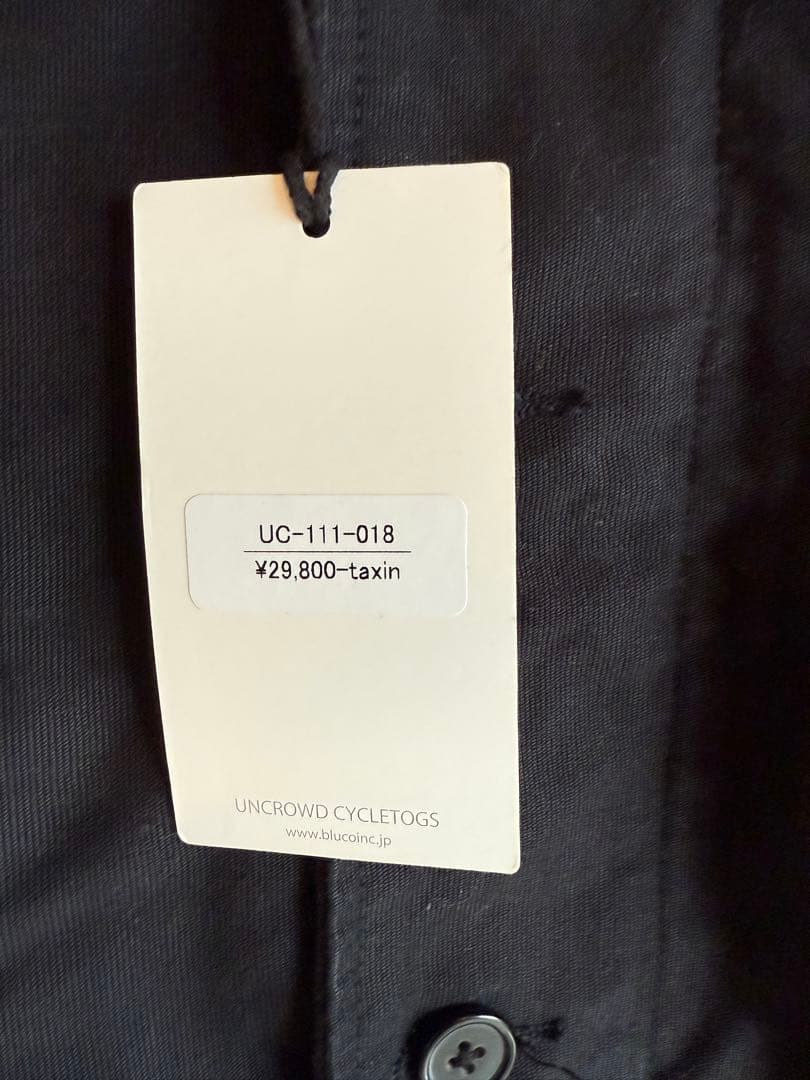 UC-111-018
¥29,800-taxin
UNCROWD CYCLETOGS
www.blucoinc.jp